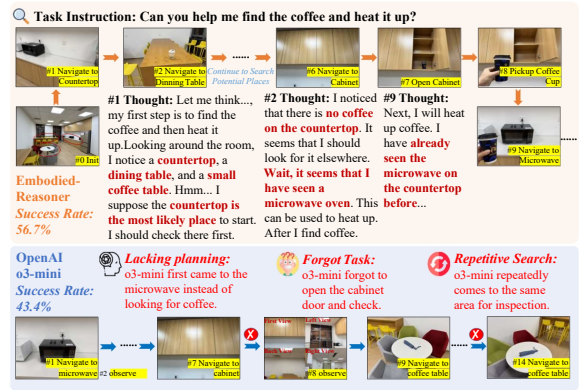 Task Instruction: Can you help me find the coffee and heat it up?
#1 Navigate to
Countertop
#2 Navigate to
Dinning Table
Continue to Search
Potential Places
......
#6 Navigate to
Cabinet
#7 Open Cabinet
#8 Pickup Coffee
Cup
#0 Init
#9 Navigate to
Microwave
......
Embodied-
Reasoner
Success Rate:
56.7%
#1 Thought: Let me think...,
my first step is to find the
coffee and then heat it
up.Looking around the room,
I notice a countertop, a
dining table, and a small
coffee table. Hmm... I
suppose the countertop is
the most likely place to start.
I should check there first.
#2 Thought: I noticed
that there is no coffee
on the countertop. It
seems that I should
look for it elsewhere.
Wait, it seems that I
have seen a
microwave oven. This
can be used to heat up.
After I find coffee.
#9 Thought:
Next, I will heat
up coffee. I
have already
seen the
microwave on
the countertop
before...
OpenAI
o3-mini
Success Rate:
43.4%
Lacking planning:
o3-mini first came to the
microwave instead of
looking for coffee.
Forgot Task:
o3-mini forgot to
open the cabinet
door and check.
Repetitive Search:
o3-mini repeatedly
comes to the same
area for inspection.
#1 Navigate to
microwave
#2 observe
......
#7 Navigate to
cabinet
First View
Left View
Back View
Right View
#8 observe
#9 Navigate to
coffee table
......
#14 Navigate to
coffee table